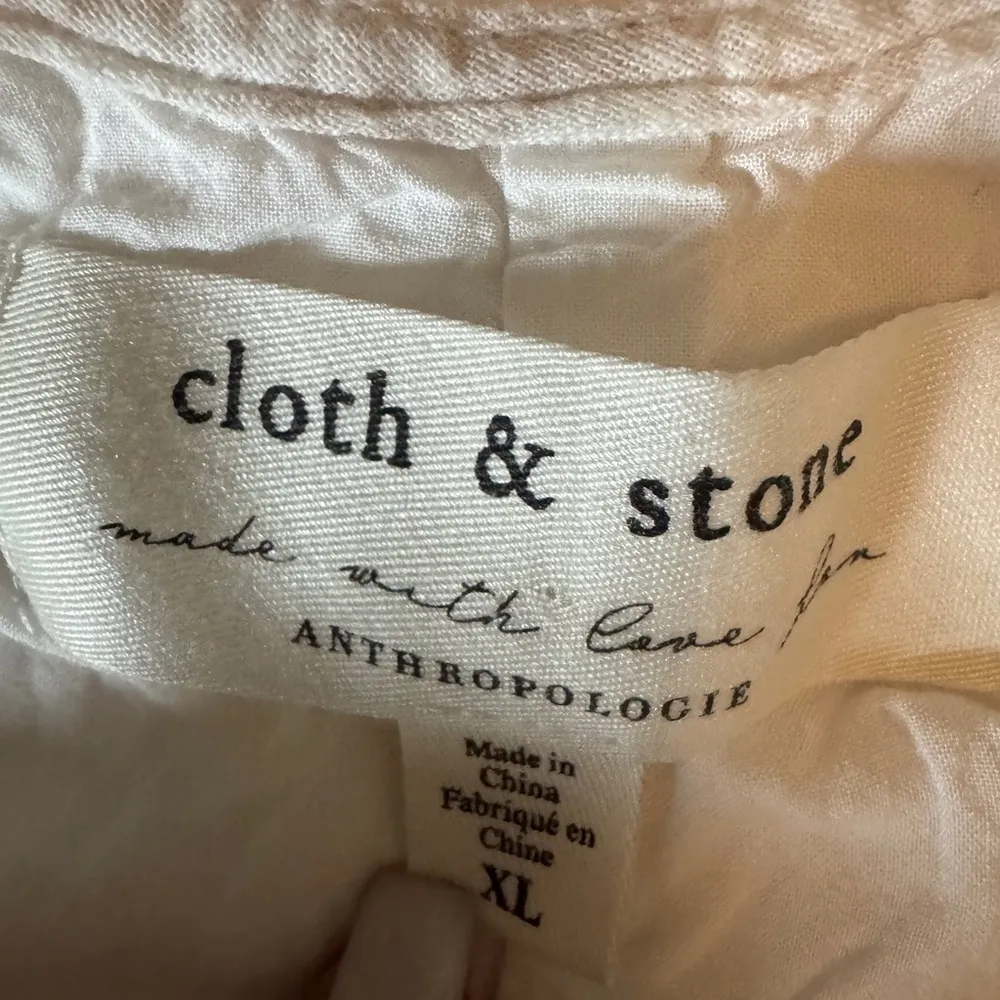 cloth & stone
made with love for
ANTHROPOLOGIE
Made in
China
Fabriqué en
Chine
XL